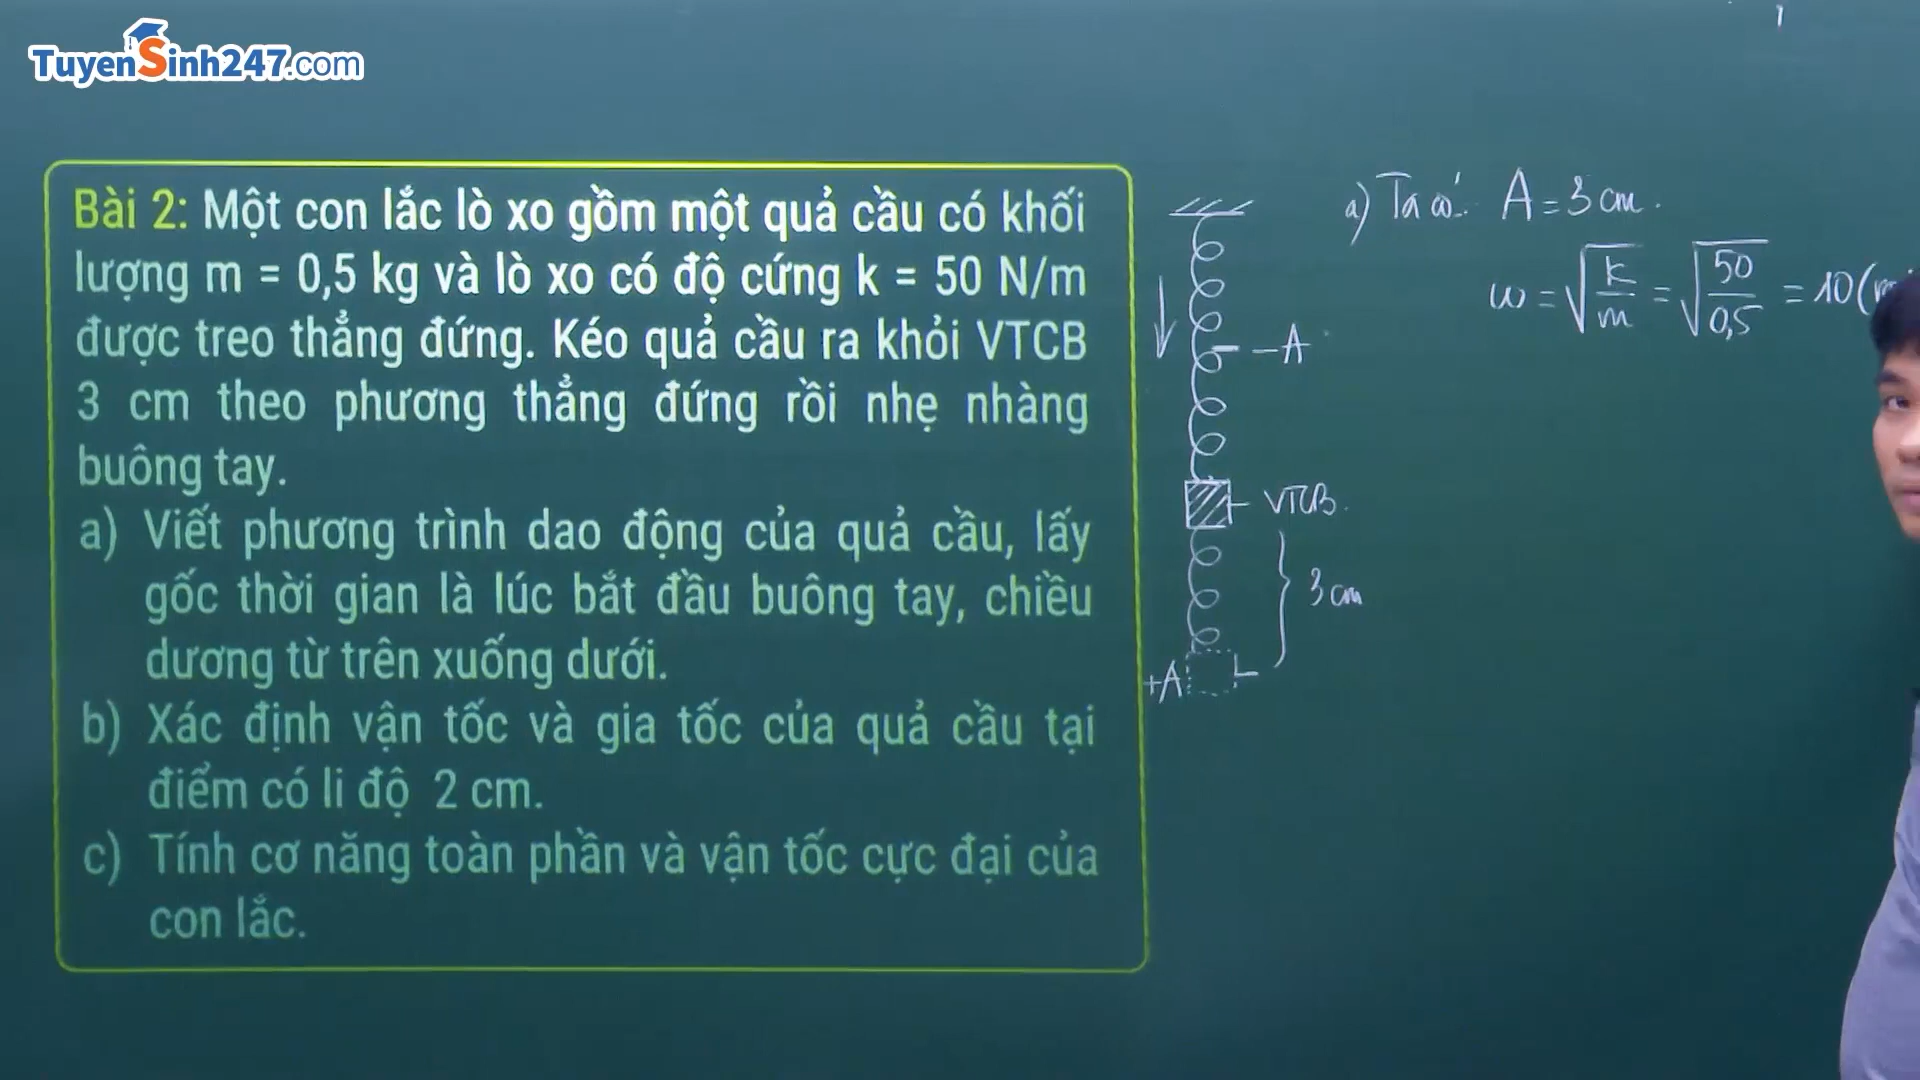 TuyenSinh247.com
Bài 2: Một con lắc lò xo gồm một quả cầu có khối
lượng m = 0,5 kg và lò xo có độ cứng k = 50 N/m
được treo thẳng đứng. Kéo quả cầu ra khỏi VTCB
3 cm theo phương thẳng đứng rồi nhẹ nhàng
buông tay.
a) Viết phương trình dao động của quả cầu, lấy
gốc thời gian là lúc bắt đầu buông tay, chiều
dương từ trên xuống dưới.
b) Xác định vận tốc và gia tốc của quả cầu tại
điểm có li độ 2 cm.
c) Tính cơ năng toàn phần và vận tốc cực đại của
con lắc.
-A
VTCB.
3 cm
+A
a) Ta có: A = 3 cm.
ω = √(k/m) = √(50/0,5) = 10 (